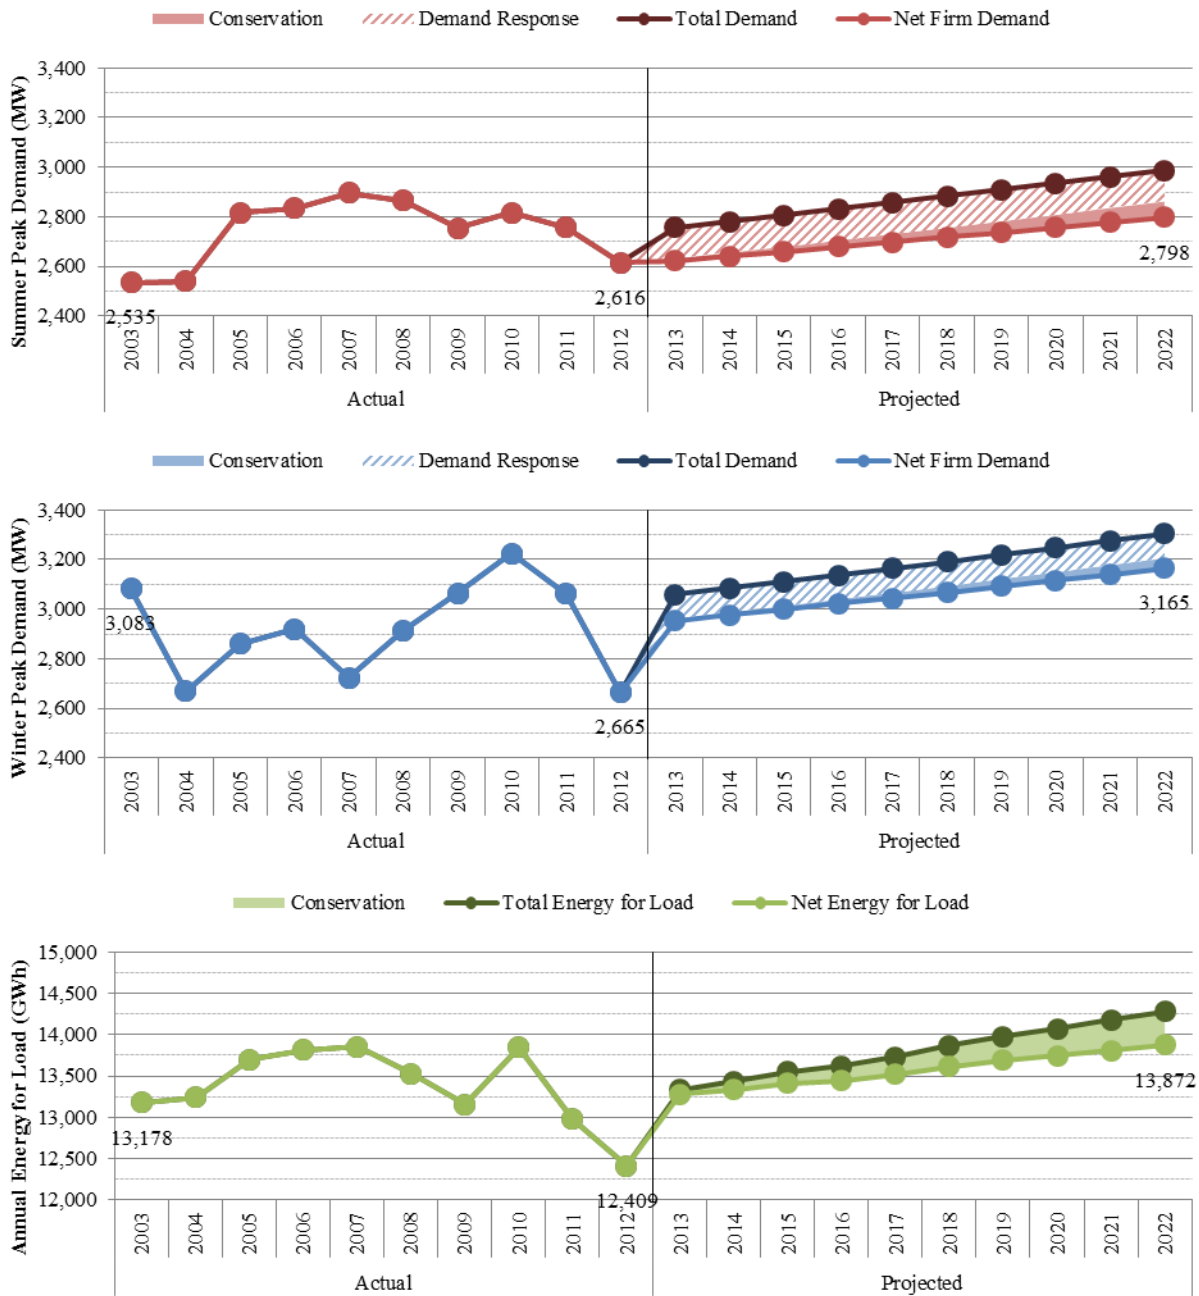 Conservation Demand Response Total Demand Net Firm Demand
Summer Peak Demand (MW)
3,400
3,200
3,000
2,800
2,600
2,400
2,535
2,616
2,798
2003 2004 2005 2006 2007 2008 2009 2010 2011 2012 2013 2014 2015 2016 2017 2018 2019 2020 2021 2022
Actual Projected
Conservation Demand Response Total Demand Net Firm Demand
Winter Peak Demand (MW)
3,400
3,200
3,000
2,800
2,600
2,400
3,083
2,665
3,165
2003 2004 2005 2006 2007 2008 2009 2010 2011 2012 2013 2014 2015 2016 2017 2018 2019 2020 2021 2022
Actual Projected
Conservation Total Energy for Load Net Energy for Load
Annual Energy for Load (GWh)
15,000
14,500
14,000
13,500
13,000
12,500
12,000
13,178
12,409
13,872
2003 2004 2005 2006 2007 2008 2009 2010 2011 2012 2013 2014 2015 2016 2017 2018 2019 2020 2021 2022
Actual Projected